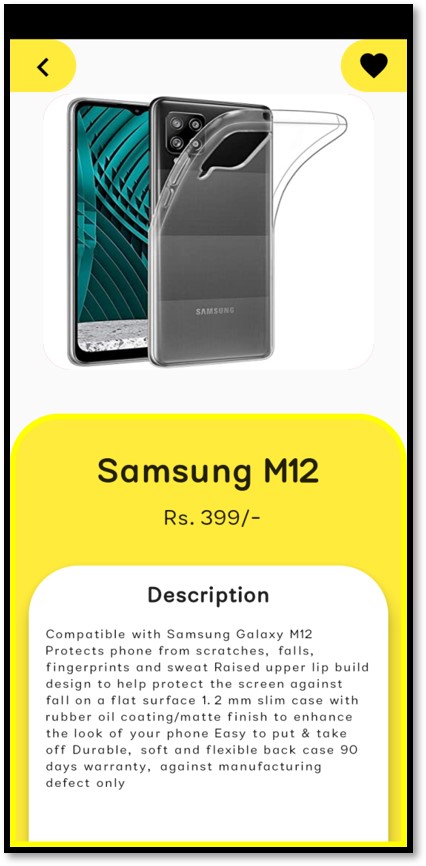 SAMSUNG
Samsung M12
Rs. 399/-
Description
Compatible with Samsung Galaxy M12
Protects phone from scratches, falls,
fingerprints and sweat Raised upper lip build
design to help protect the screen against
fall on a flat surface 1.2 mm slim case with
rubber oil coating/matte finish to enhance
the look of your phone Easy to put & take
off Durable, soft and flexible back case 90
days warranty, against manufacturing
defect only